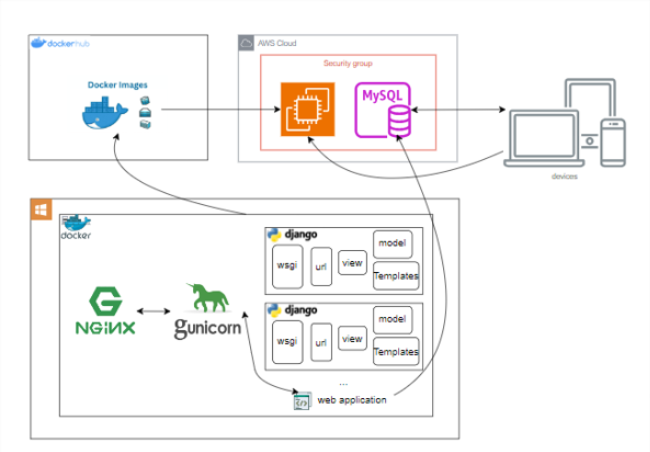 dockerhub
Docker Images
AWS Cloud
Security group
MySQL
devices
docker
django
wsgi
url
view
model
Templates
NGINX
gunicorn
django
wsgi
url
view
model
Templates
...
web application